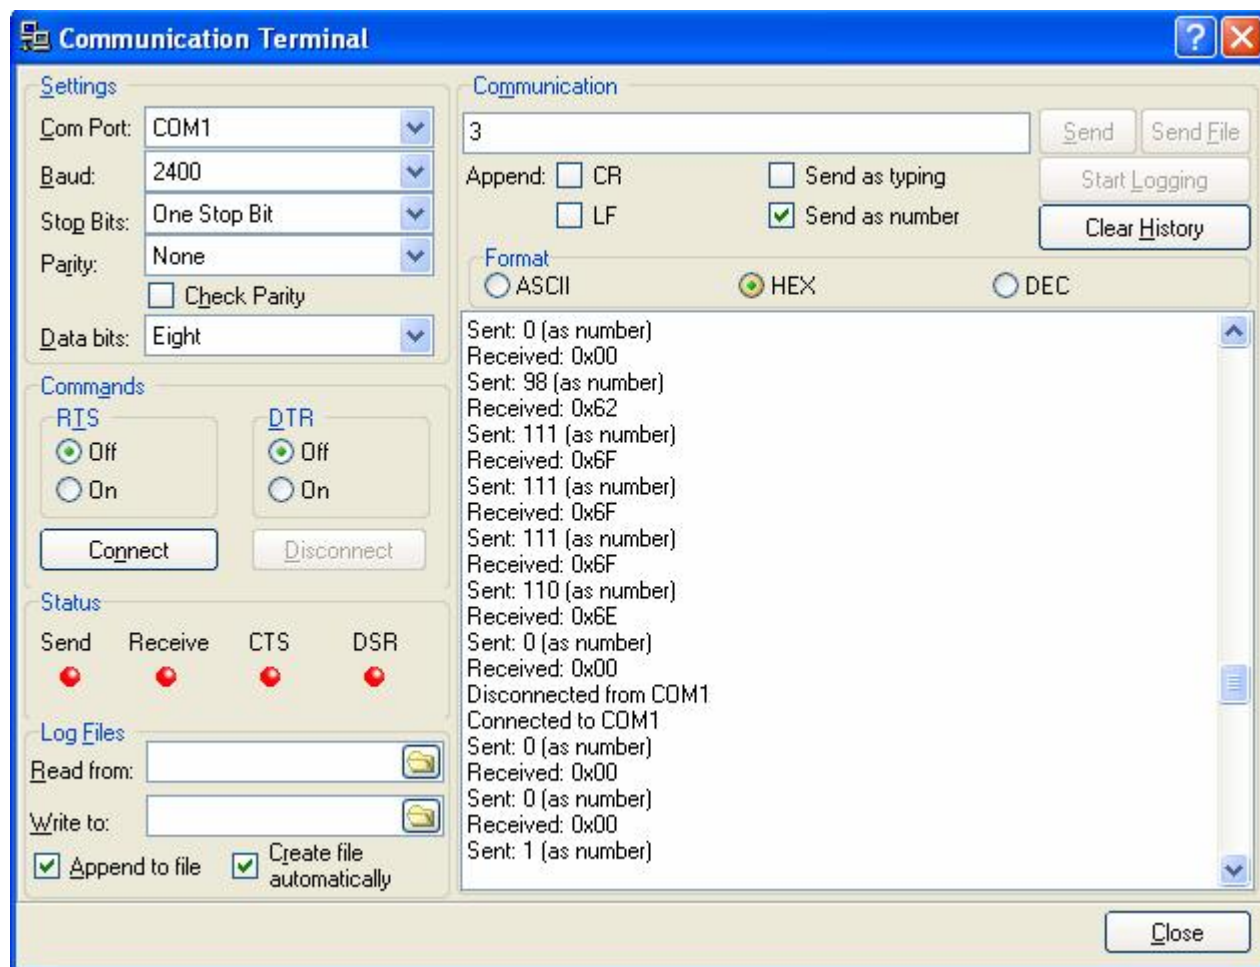 Communication Terminal
Settings
Com Port: COM1
Baud: 2400
Stop Bits: One Stop Bit
Parity: None
Check Parity
Data bits: Eight
Commands
RTS
Off
On
DTR
Off
On
Connect
Disconnect
Status
Send Receive CTS DSR
Log Files
Read from:
Write to:
Append to file
Create file
automatically
Communication
3
Send
Send File
Append: CR
Send as typing
Start Logging
LF
Send as number
Clear History
Format
ASCII
HEX
DEC
Sent: 0 (as number)
Received: 0x00
Sent: 98 (as number)
Received: 0x62
Sent: 111 (as number)
Received: 0x6F
Sent: 111 (as number)
Received: 0x6F
Sent: 111 (as number)
Received: 0x6F
Sent: 110 (as number)
Received: 0x6E
Sent: 0 (as number)
Received: 0x00
Disconnected from COM1
Connected to COM1
Sent: 0 (as number)
Received: 0x00
Sent: 0 (as number)
Received: 0x00
Sent: 1 (as number)
Close